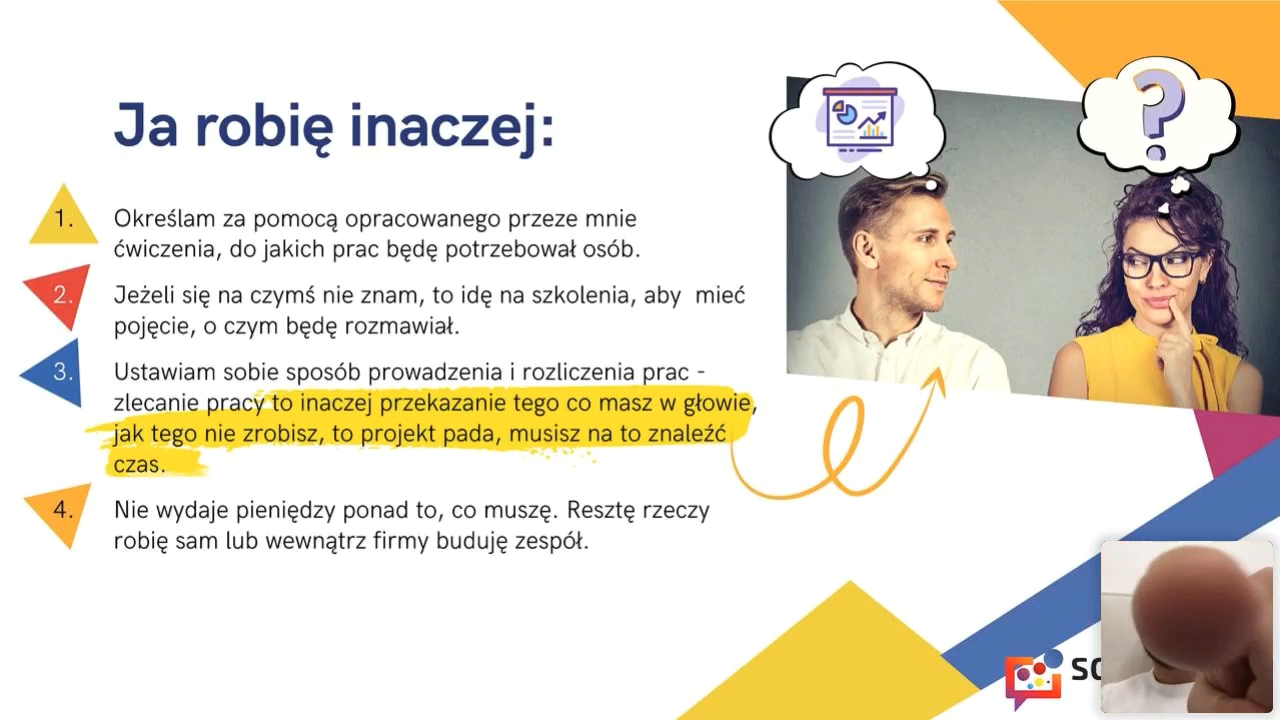 Ja robię inaczej:
1. Określam za pomocą opracowanego przeze mnie
ćwiczenia, do jakich prac będę potrzebował osób.
2. Jeżeli się na czymś nie znam, to idę na szkolenia, aby mieć
pojęcie, o czym będę rozmawiał.
3. Ustawiam sobie sposób prowadzenia i rozliczenia prac -
zlecanie pracy to inaczej przekazanie tego co masz w głowie,
jak tego nie zrobisz, to projekt pada, musisz na to znaleźć
czas.
4. Nie wydaje pieniędzy ponad to, co muszę. Resztę rzeczy
robię sam lub wewnątrz firmy buduję zespół.
?